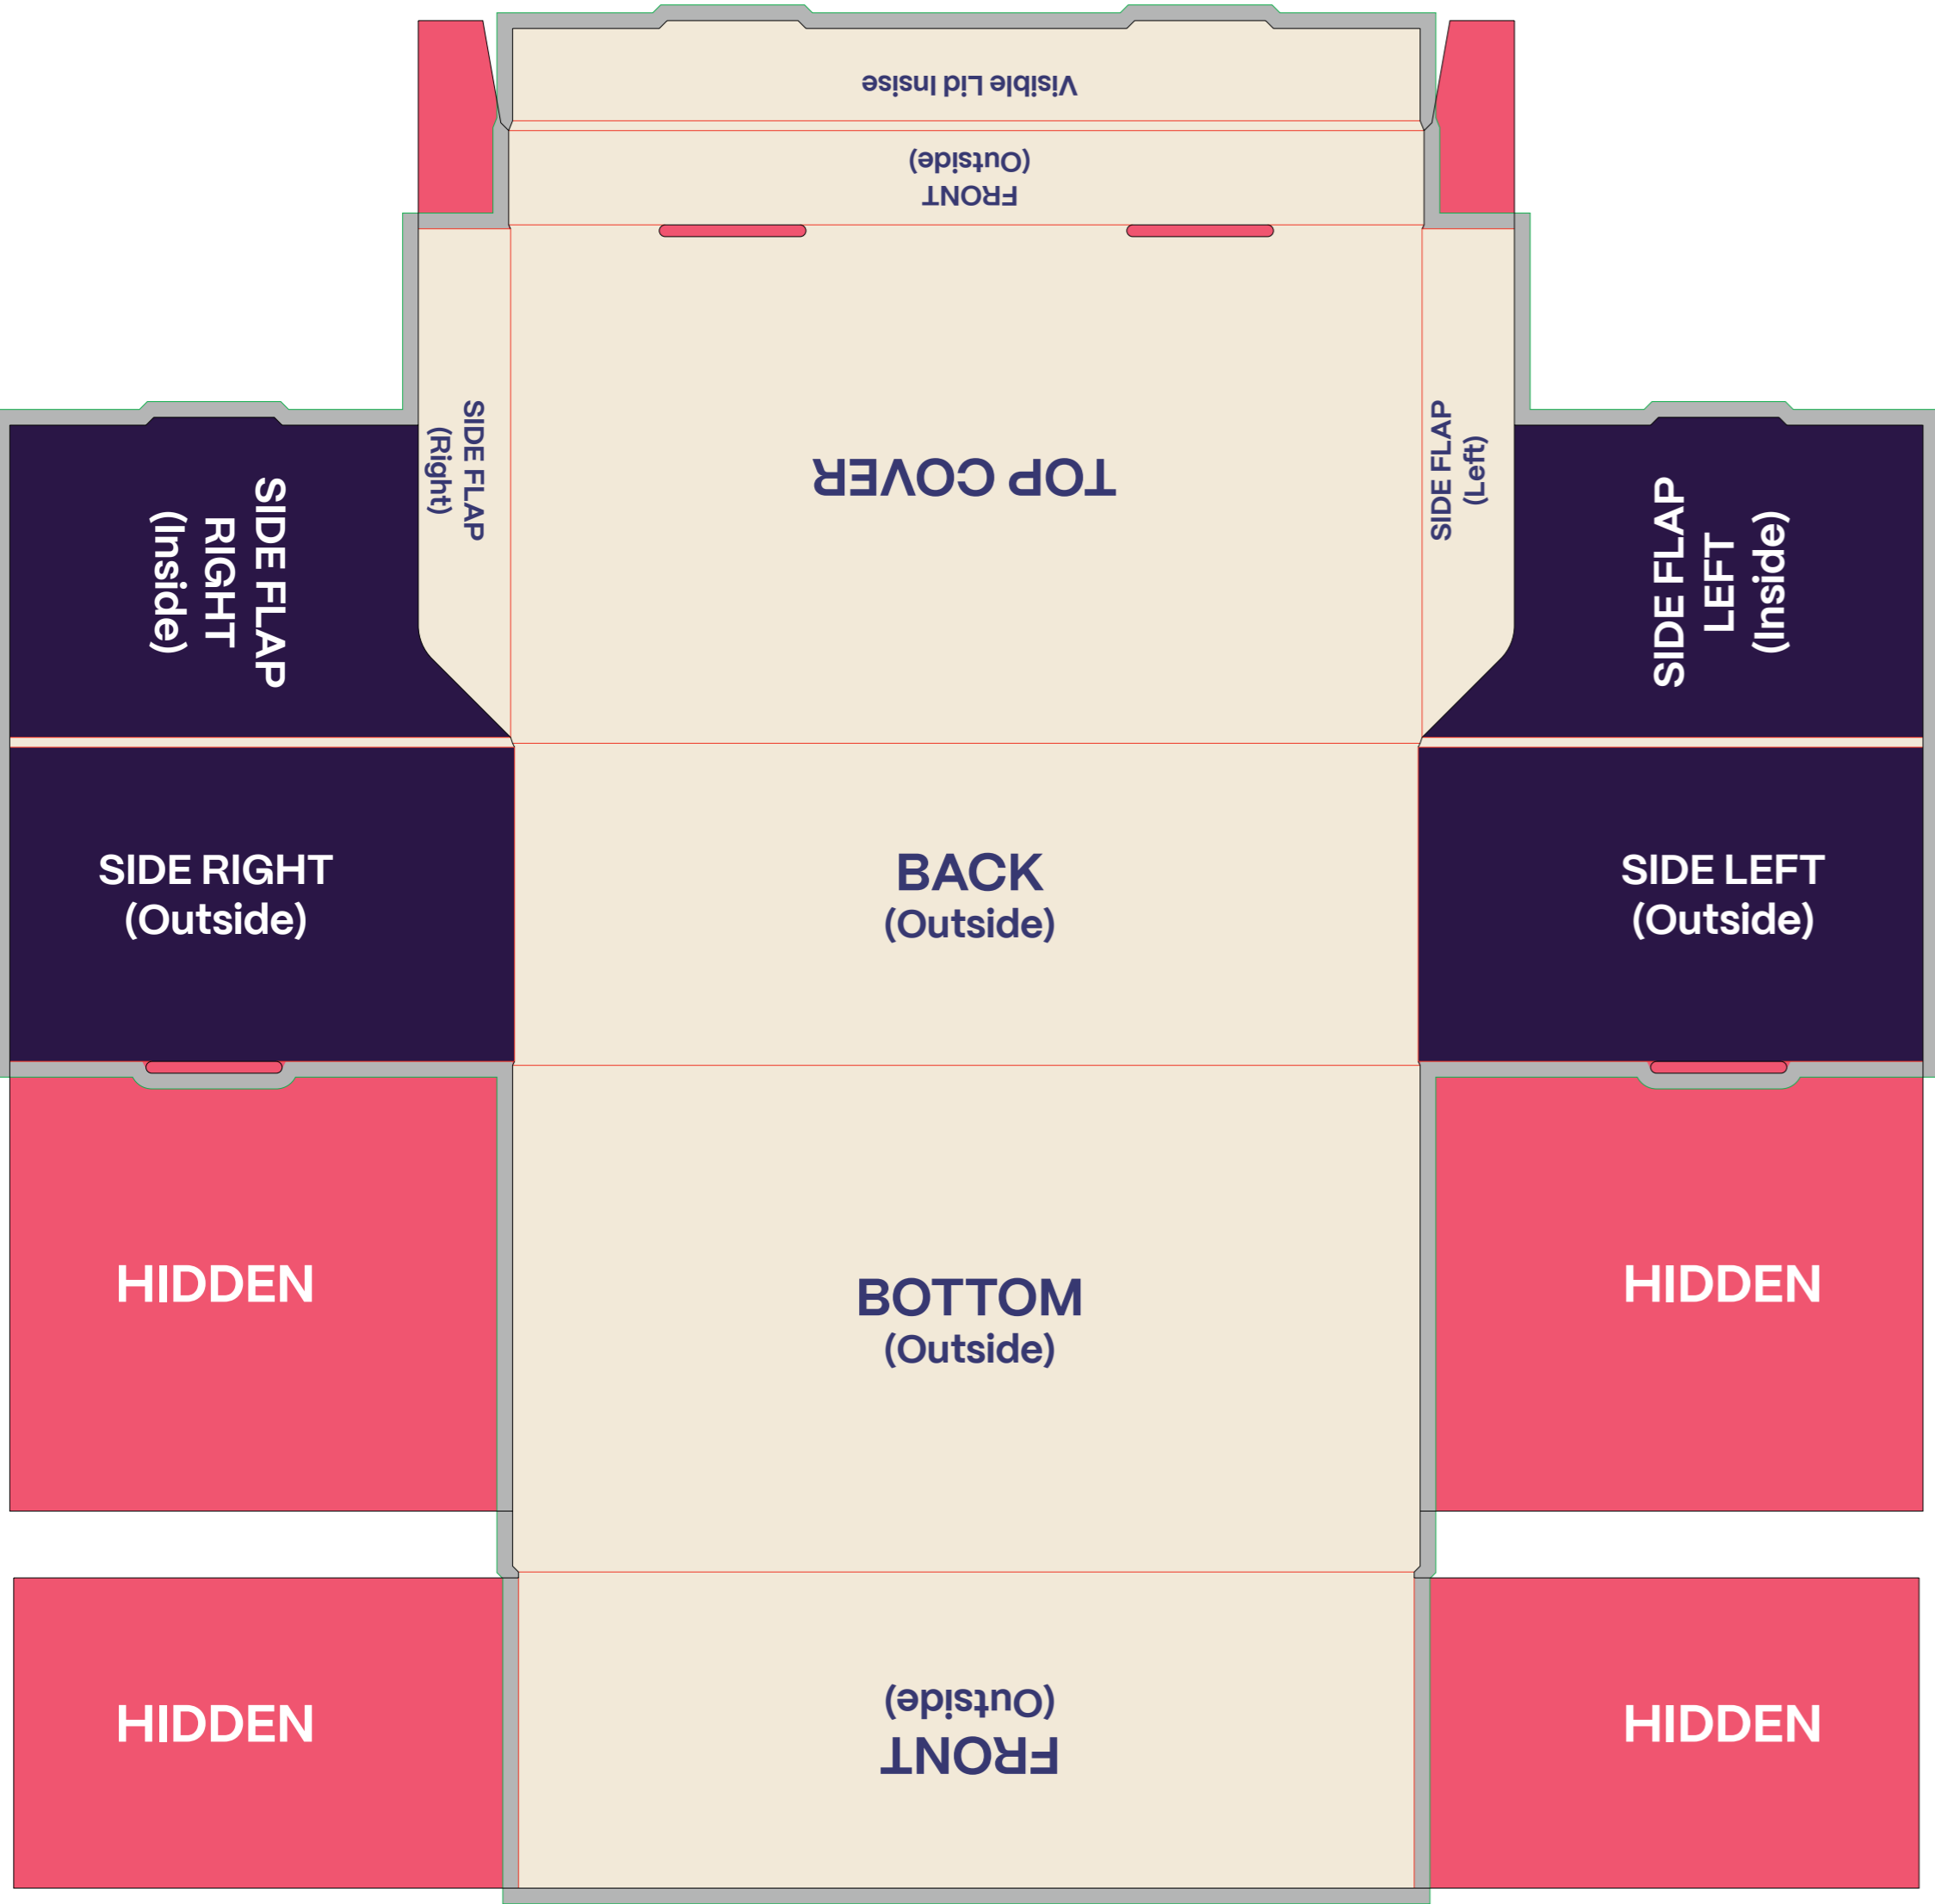 Visible Lid Insise
FRONT
(Outside)
SIDE FLAP
(Right)
TOP COVER
SIDE FLAP
(Left)
SIDE FLAP
RIGHT
(Inside)
SIDE FLAP
LEFT
(Inside)
SIDE RIGHT
(Outside)
BACK
(Outside)
SIDE LEFT
(Outside)
HIDDEN
BOTTOM
(Outside)
HIDDEN
HIDDEN
FRONT
(Outside)
HIDDEN